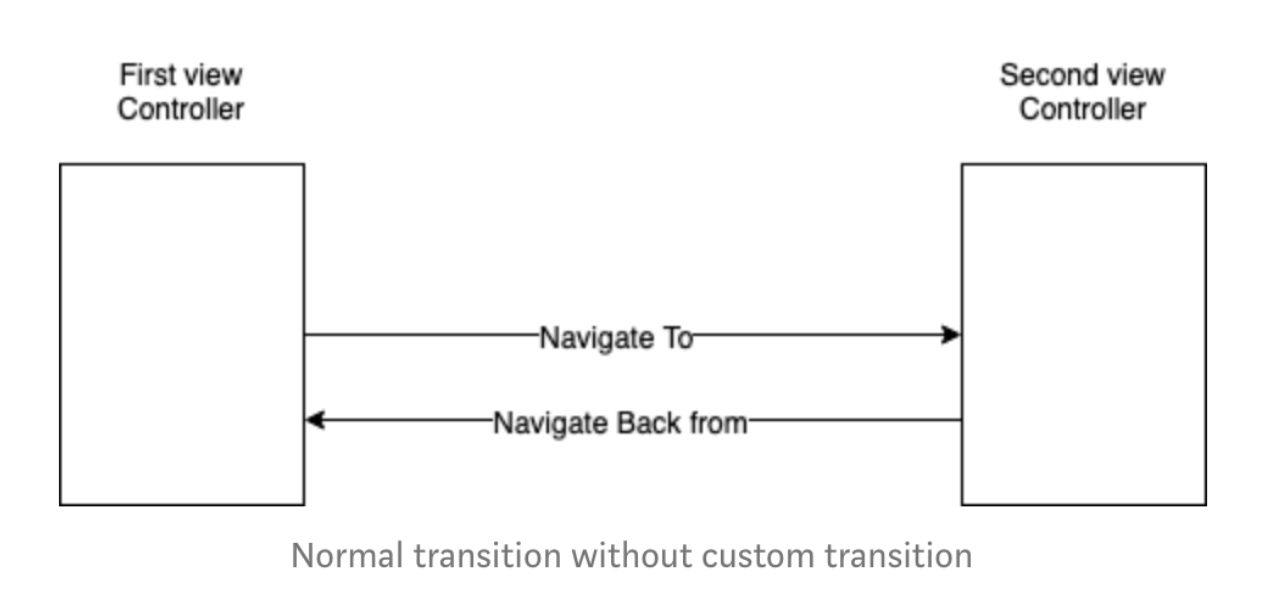 First view
Controller
Second view
Controller
Navigate To
Navigate Back from
Normal transition without custom transition